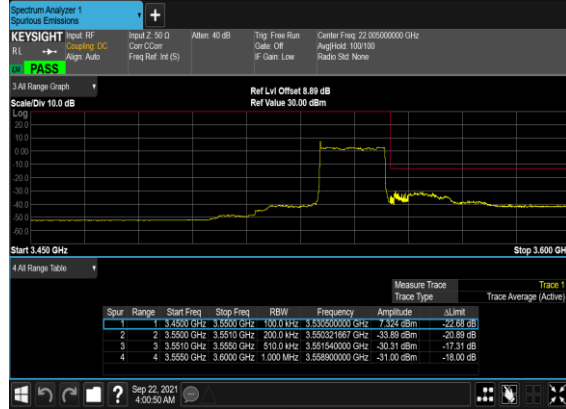 Spectrum Analyzer 1
Spurious Emissions
KEYSIGHT Input: RF Input Z: 50 Ω Atten: 40 dB Trig: Free Run Center Freq: 22.005000000 GHz
RL Coupling: DC Corr CCorr Gate: Off Avg|Hold: 100/100
Align: Auto Freq Ref: Int (S) IF Gain: Low Radio Std: None
PASS
3 All Range Graph
Ref Lvl Offset 8.89 dB
Scale/Div 10.0 dB Ref Value 30.00 dBm
Log
20.0
10.0
0.00
-10.0
-20.0
-30.0
-40.0
-50.0
-60.0
Start 3.450 GHz Stop 3.600 GH
4 All Range Table
Measure Trace Trace 1
Trace Type Trace Average (Active)
Spur Range Start Freq Stop Freq RBW Frequency Amplitude ΔLimit
1 1 3.4500 GHz 3.5500 GHz 100.0 kHz 3.530500000 GHz 7.324 dBm -22.68 dB
2 2 3.5500 GHz 3.5510 GHz 200.0 kHz 3.550321667 GHz -33.89 dBm -20.89 dB
3 3 3.5510 GHz 3.5550 GHz 510.0 kHz 3.551540000 GHz -30.31 dBm -17.31 dB
4 4 3.5550 GHz 3.6000 GHz 1.000 MHz 3.558900000 GHz -31.00 dBm -18.00 dB
Sep 22, 2021
4:00:50 AM